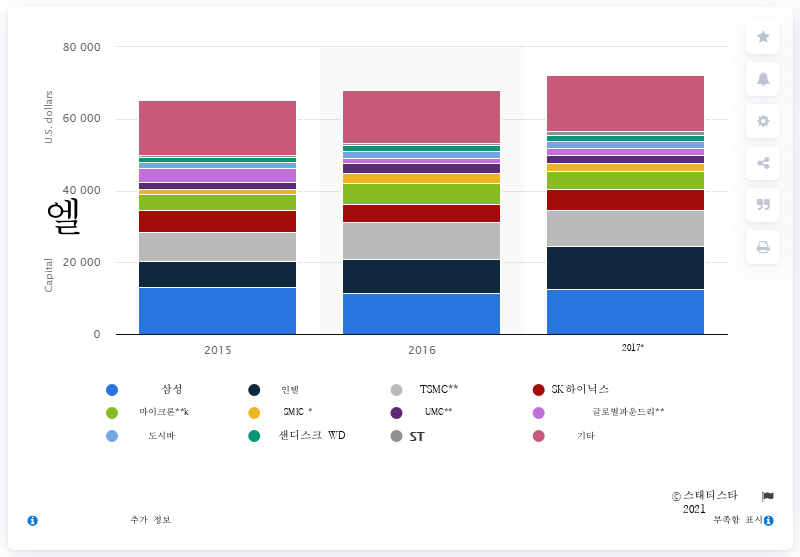 80 000
60 000
40 000
20 000
0
U.S. dollars
엘
Capital
2015 2016 2017*
삼성 인텔 TSMC** SK하이닉스
마이크론**k SMIC * UMC** 글로벌파운드리**
도시바 샌디스크 WD ST 기타
© 스태티스타
2021
추가 정보 부족함 표시